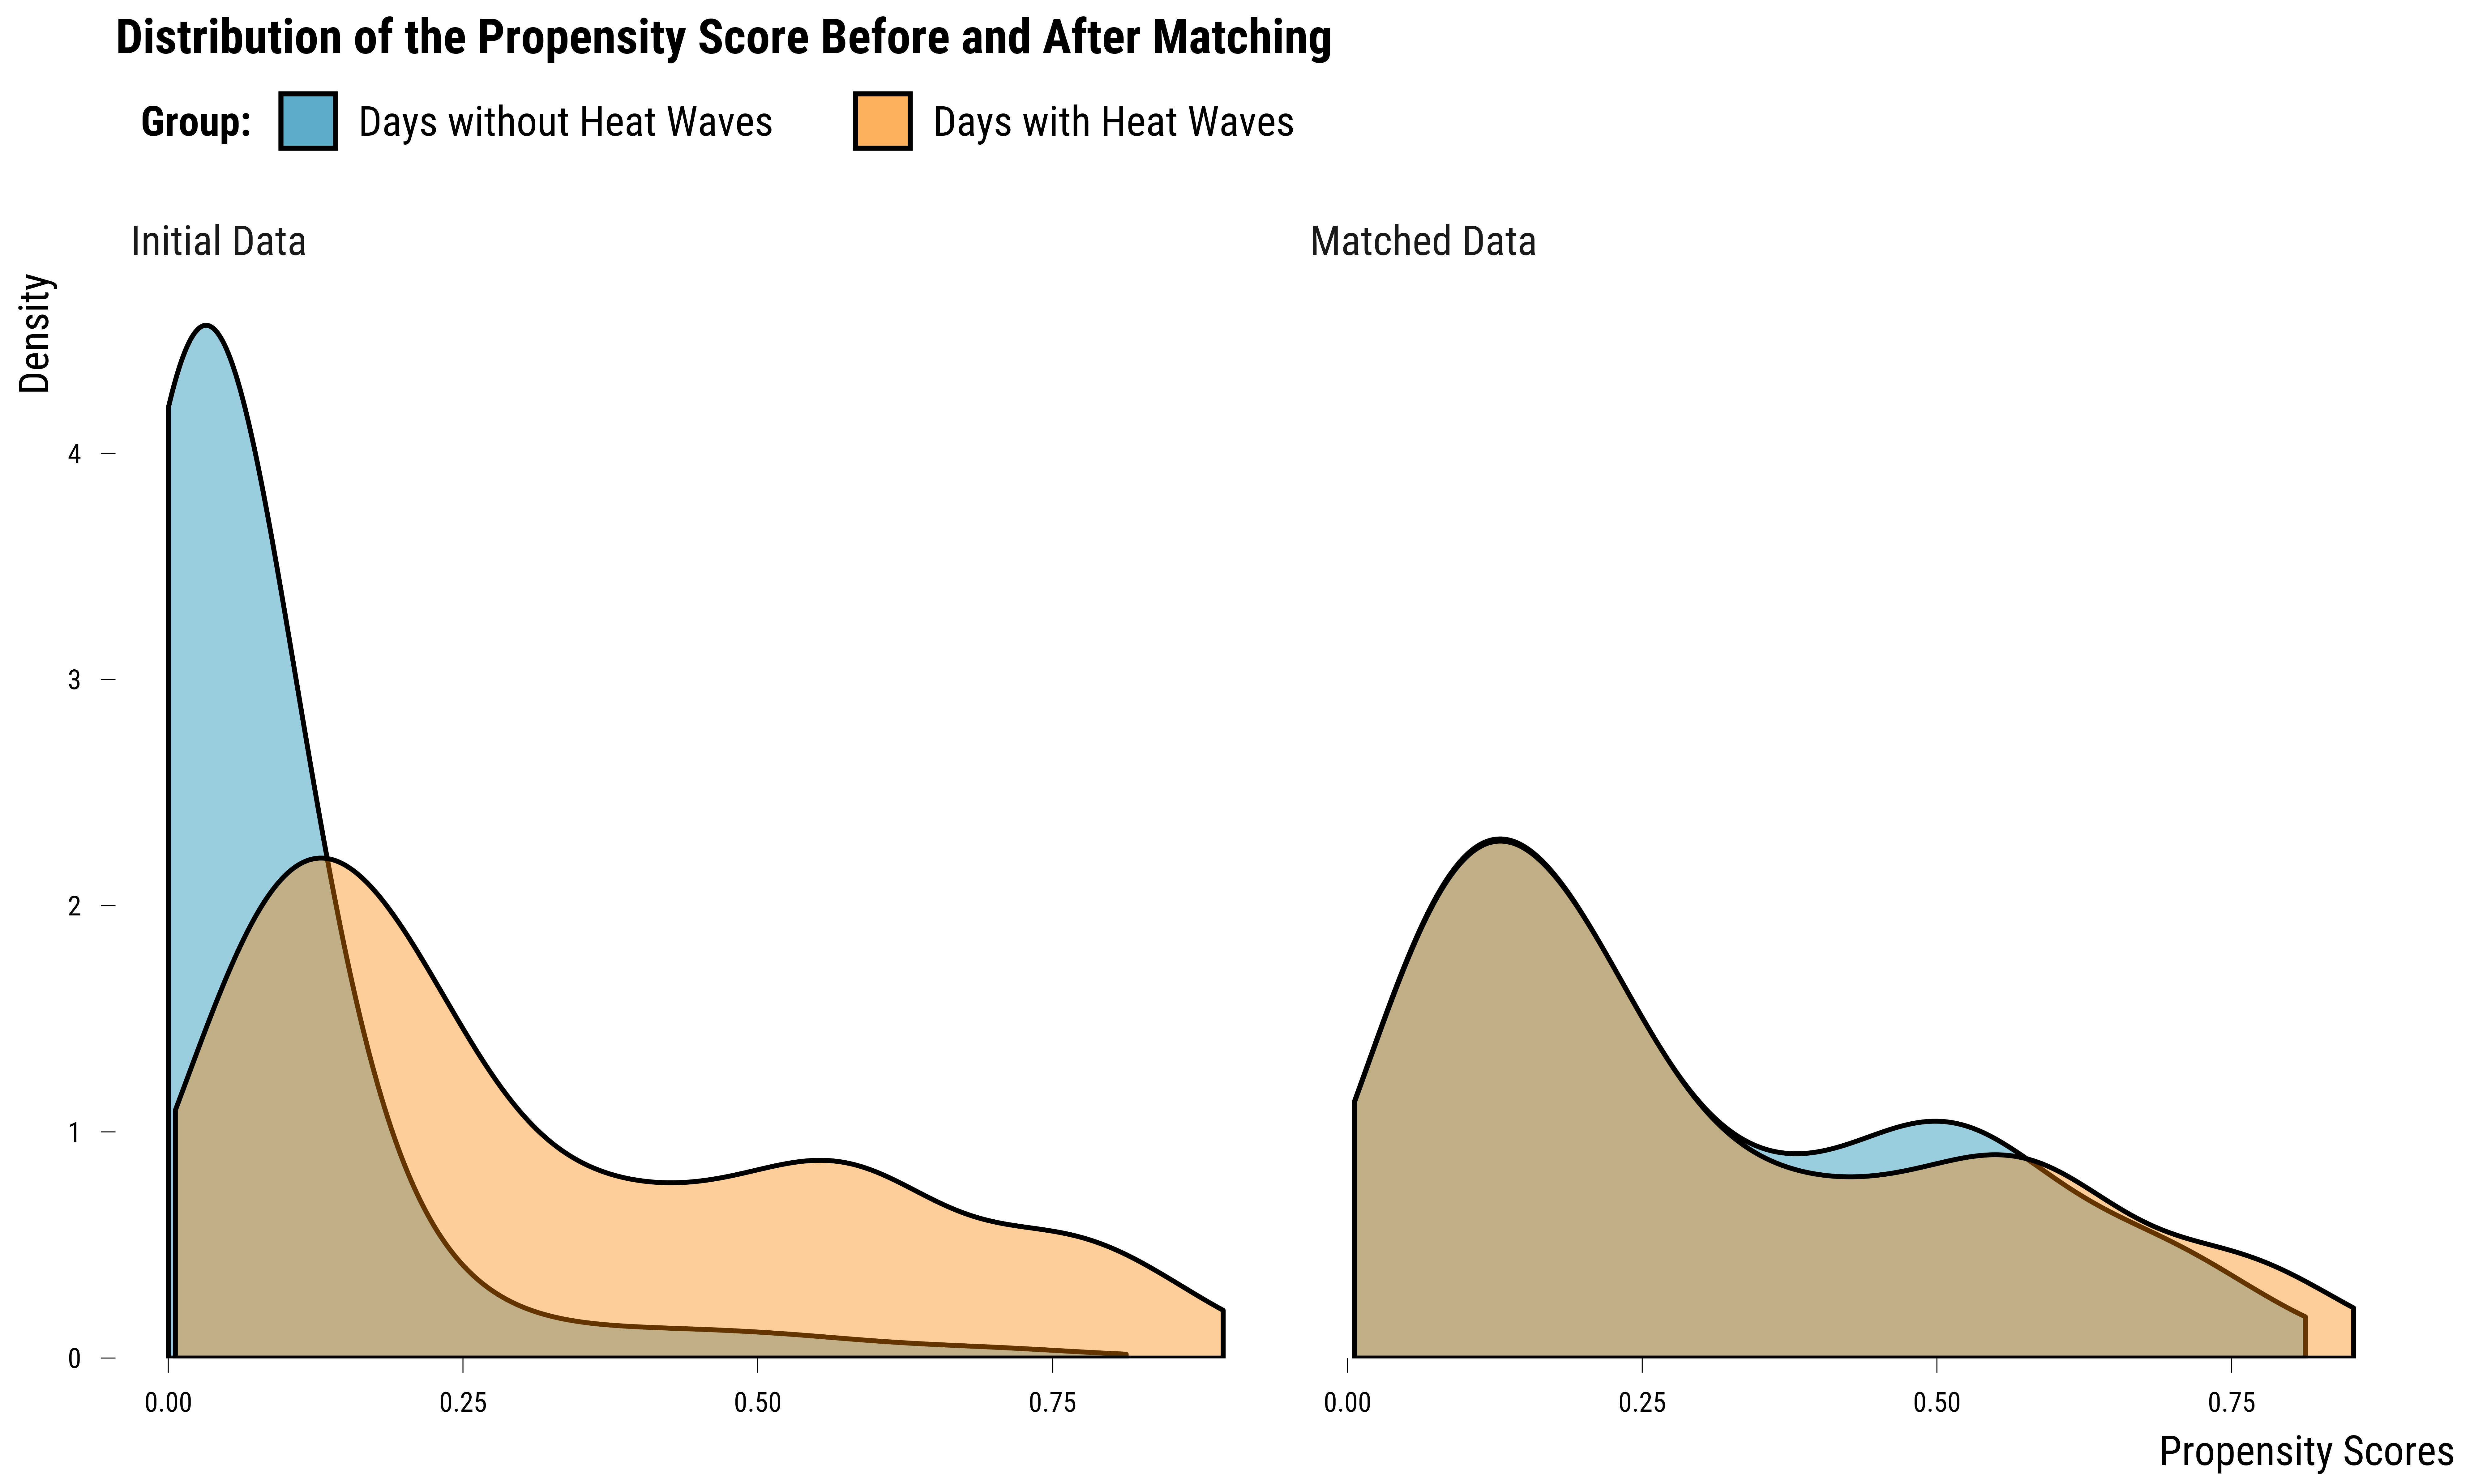 Distribution of the Propensity Score Before and After Matching
Group: Days without Heat Waves Days with Heat Waves
Initial Data Matched Data
Density
4
3
2
1
0
0.00 0.25 0.50 0.75 0.00 0.25 0.50 0.75
Propensity Scores